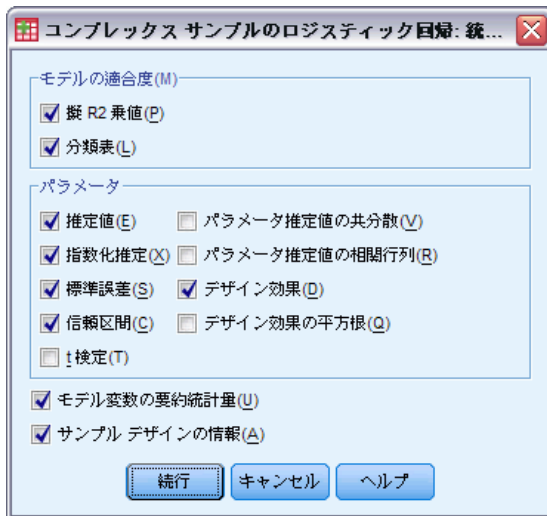 コンプレックス サンプルのロジスティック回帰: 統...
モデルの適合度(M)
擬 R2 乗値(P)
分類表(L)
パラメータ
推定値(E) パラメータ推定値の共分散(V)
指数化推定(X) パラメータ推定値の相関行列(R)
標準誤差(S) デザイン効果(D)
信頼区間(C) デザイン効果の平方根(Q)
t 検定(T)
モデル変数の要約統計量(U)
サンプル デザインの情報(A)
続行 キャンセル ヘルプ